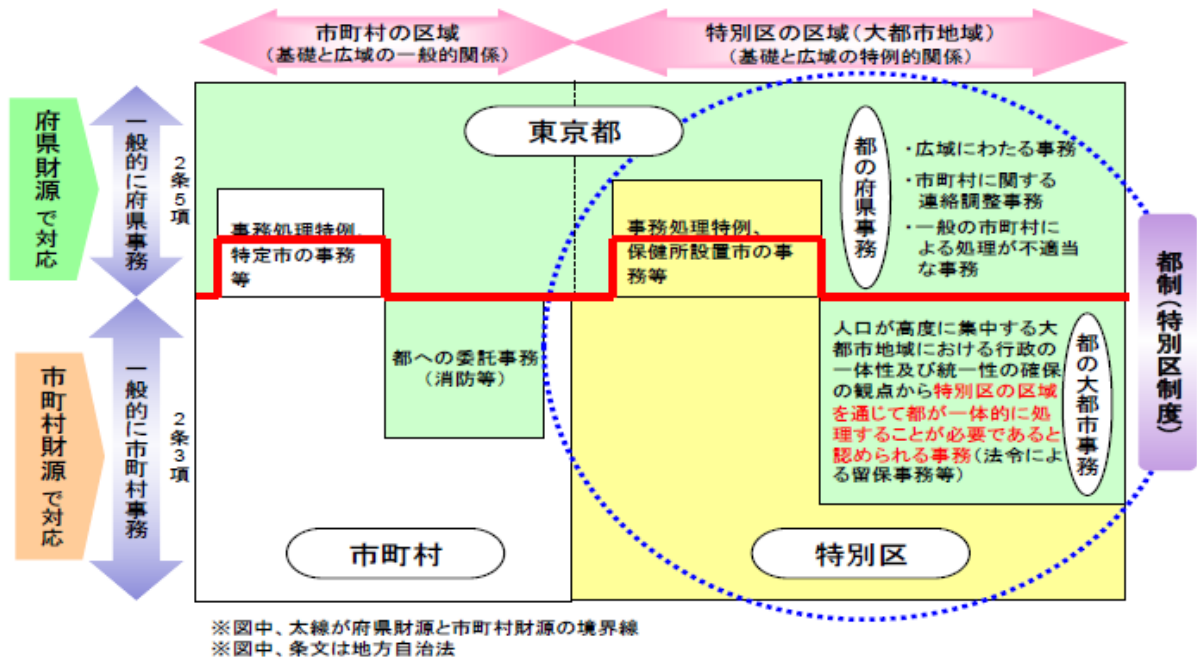 市町村の区域
(基礎と広域の一般的関係)
特別区の区域(大都市地域)
(基礎と広域の特例的関係)
府県財源で対応
一般的に府県事務
2条5項
東京都
事務処理特例、
特定市の事務
等
事務処理特例、
保健所設置市の事
務等
都の府県事務
・広域にわたる事務
・市町村に関する
連絡調整事務
・一般の市町村に
よる処理が不適当
な事務
都制(特別区制度)
市町村財源で対応
一般的に市町村事務
2条3項
都への委託事務
(消防等)
人口が高度に集中する大
都市地域における行政の
一体性及び統一性の確保
の観点から特別区の区域
を通じて都が一体的に処
理することが必要であると
認められる事務(法令によ
る留保事務等)
都の大都市事務
市町村
特別区
※図中、太線が府県財源と市町村財源の境界線
※図中、条文は地方自治法